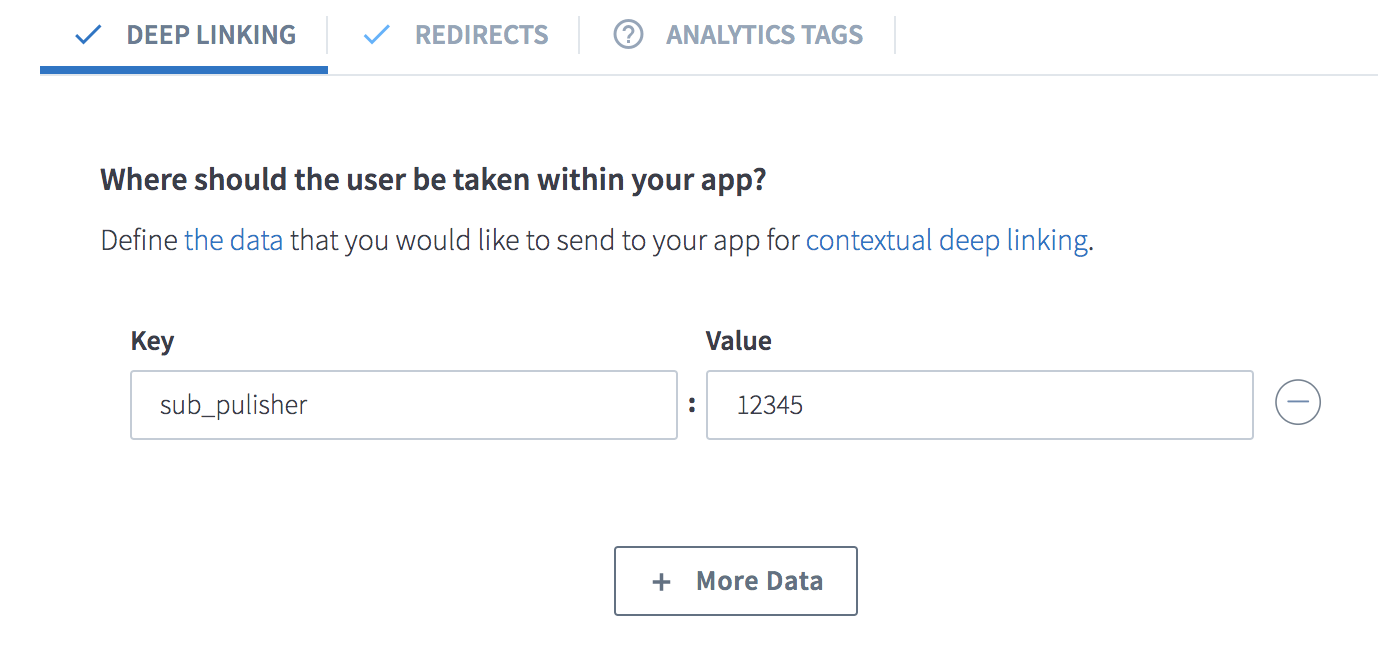 DEEP LINKING REDIRECTS ? ANALYTICS TAGS
Where should the user be taken within your app?
Define the data that you would like to send to your app for contextual deep linking.
Key Value
sub_pulisher : 12345
+ More Data